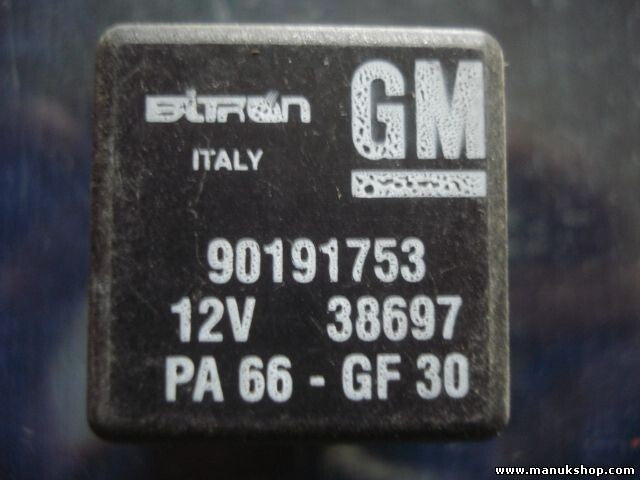 BiTRON
GM
ITALY
90191753
12V 38697
PA 66 - GF 30
www.manukshop.com